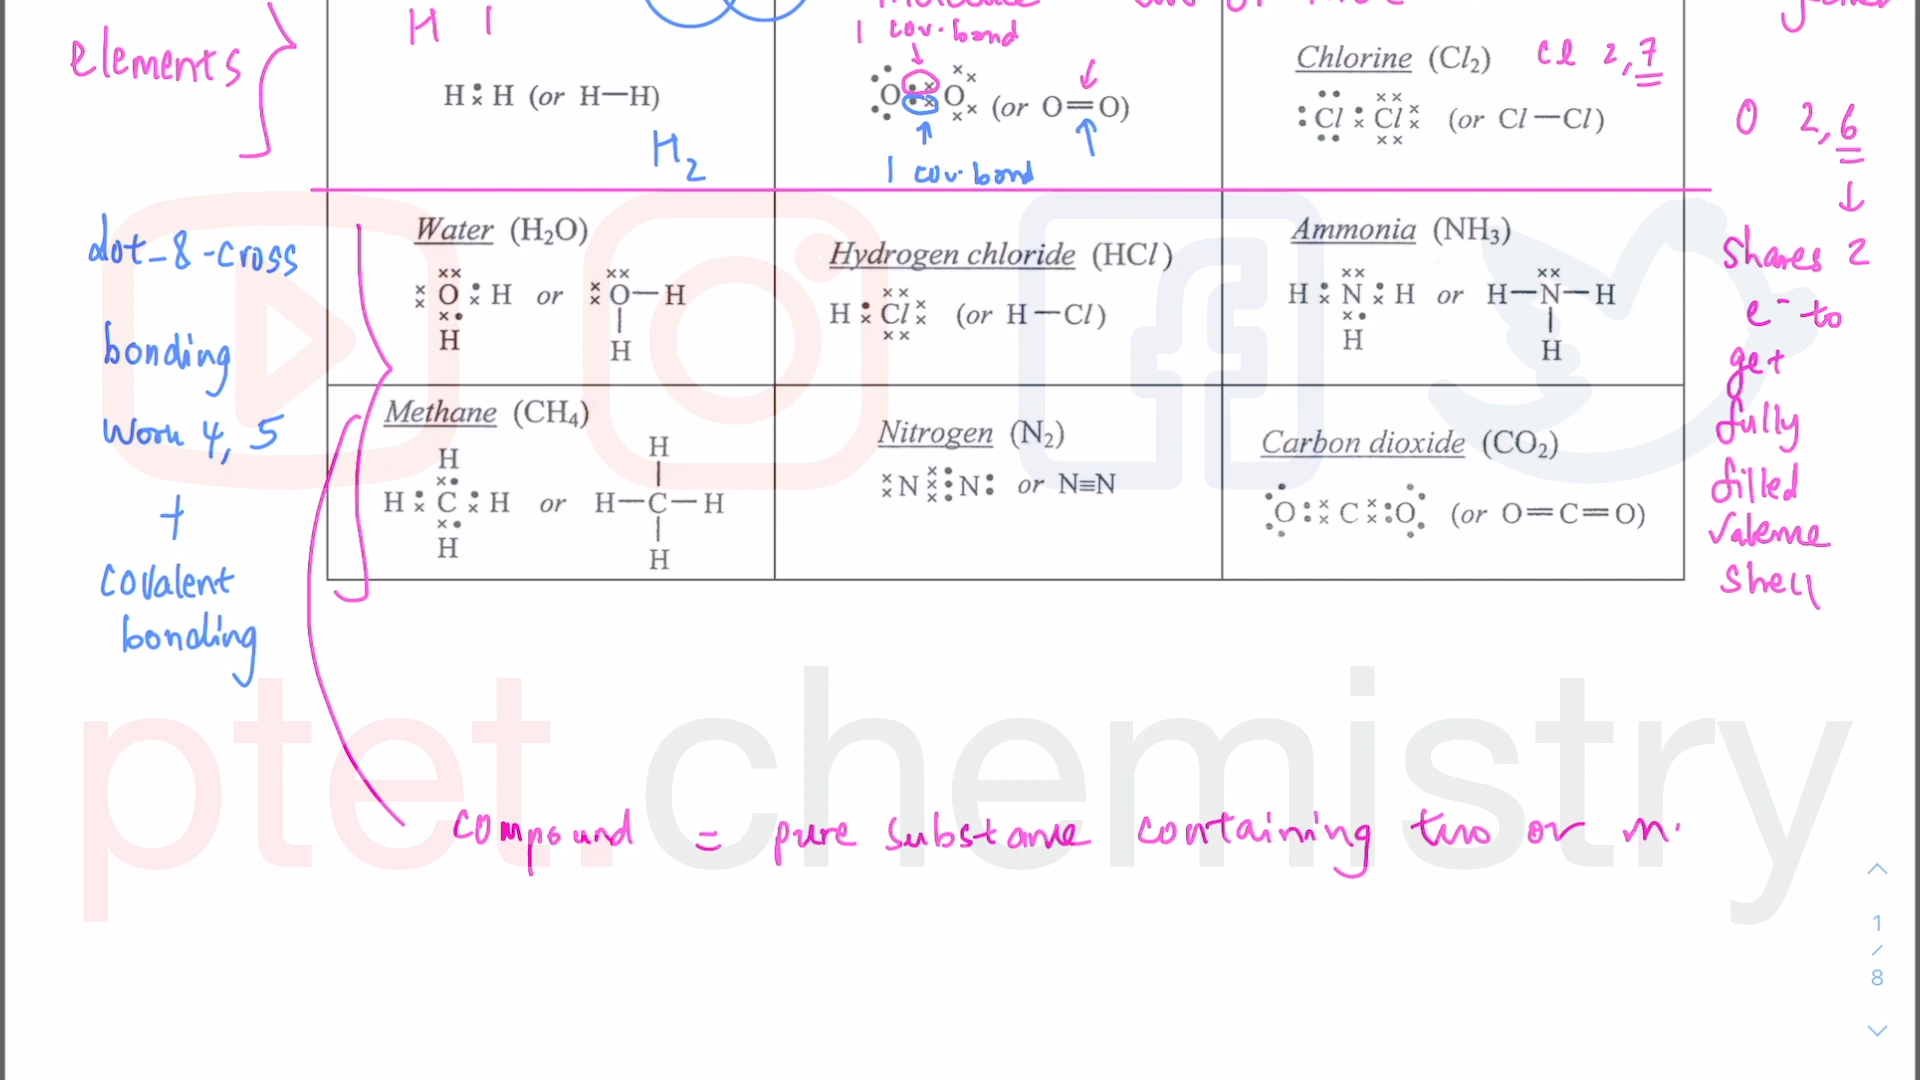 elements
H 1
1 cov. bond
H H (or H—H)
H2
O O (or O=O)
1 cov. bond
Chlorine (Cl₂) Cl 2,7
Cl Cl (or Cl—Cl)
O 2,6
↓
shares 2
e⁻ to
get
fully
filled
valence
shell
dot-&-cross
bonding
Work 4, 5
+
covalent
bonding
Water (H₂O)
O H or O—H
H H
Hydrogen chloride (HCl)
H Cl (or H—Cl)
Ammonia (NH₃)
H N H or H—N—H
H H
Methane (CH₄)
H H
H C H or H—C—H
H H
Nitrogen (N₂)
N N or N≡N
Carbon dioxide (CO₂)
O C O (or O=C=O)
ptet.chemistry
compound = pure substance containing two or m
1
/
8